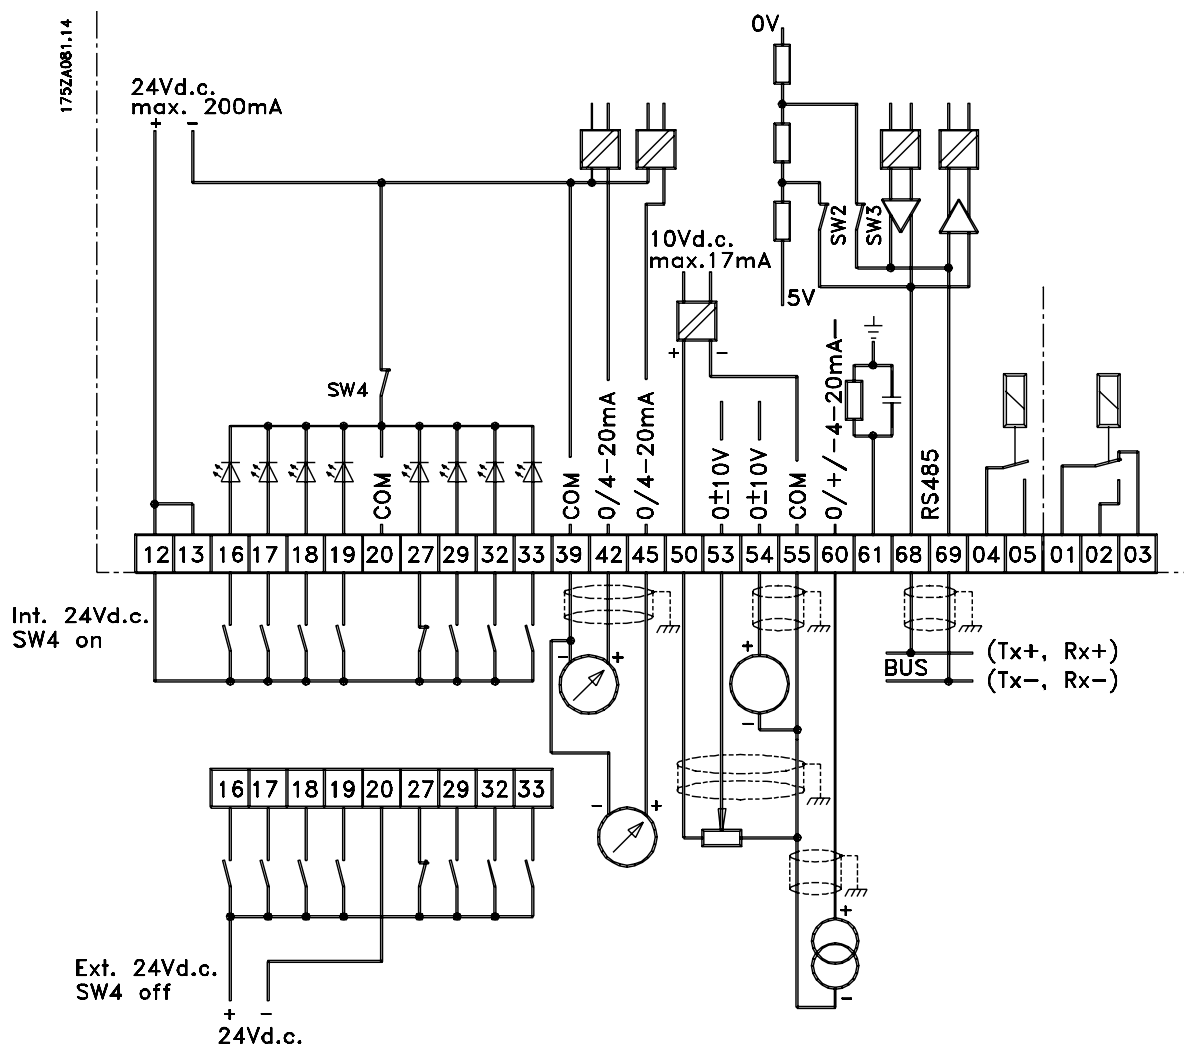 175ZA081.14
24Vd.c.
max. 200mA
+ -
0V
SW2
SW3
10Vd.c.
max.17mA
5V
+ -
SW4
COM
COM
0/4-20mA
0/4-20mA
0±10V
0±10V
COM
0/+/-4-20mA-
RS485
12 13 16 17 18 19 20 27 29 32 33 39 42 45 50 53 54 55 60 61 68 69 04 05 01 02 03
Int. 24Vd.c.
SW4 on
- +
+
-
BUS
(Tx+, Rx+)
(Tx-, Rx-)
16 17 18 19 20 27 29 32 33
- +
+
-
Ext. 24Vd.c.
SW4 off
+ -
24Vd.c.